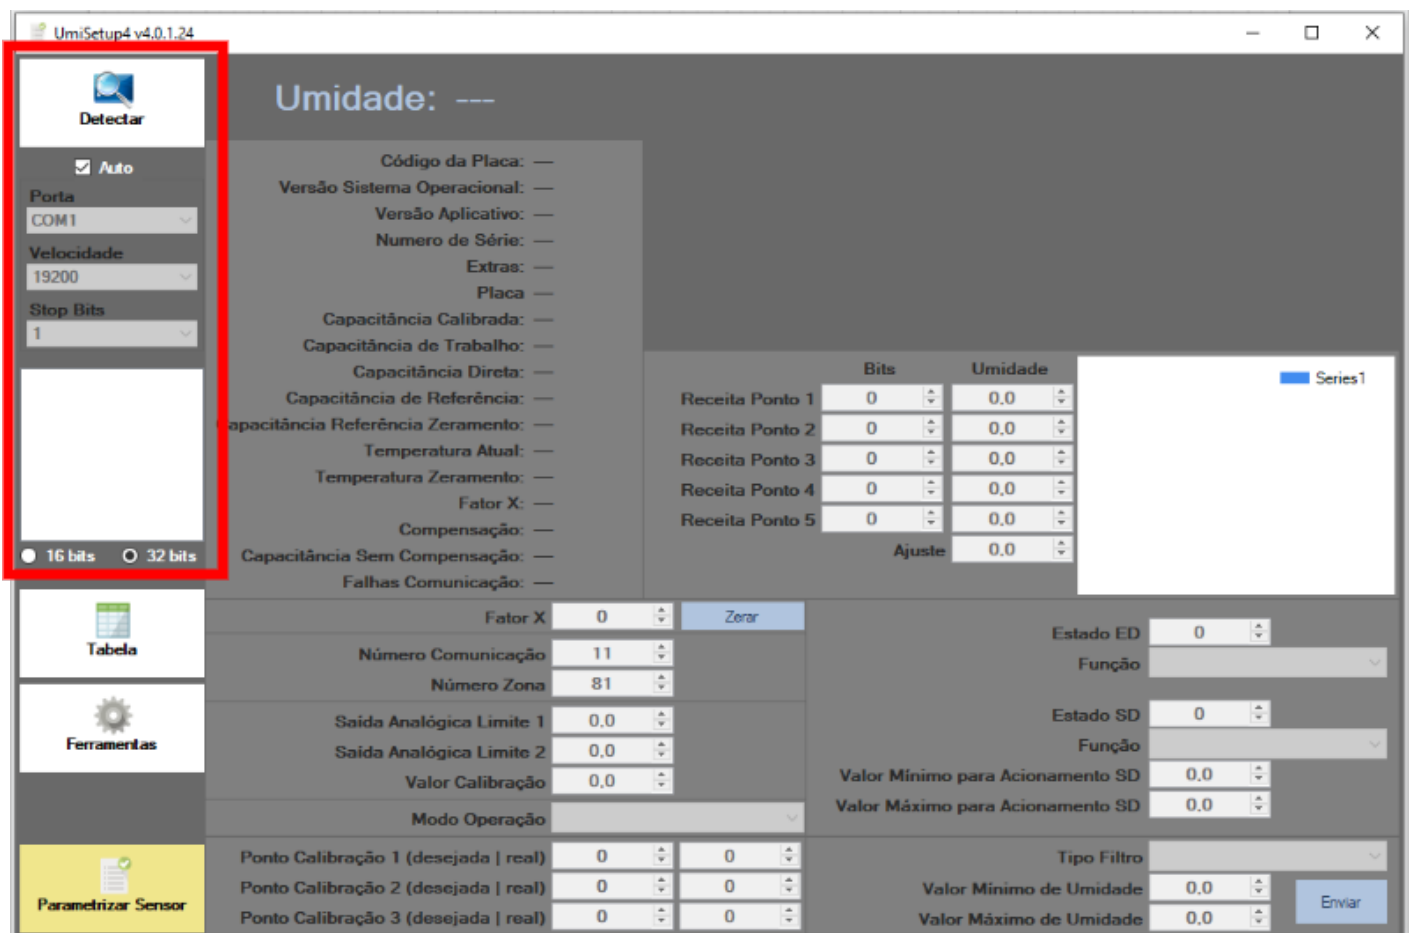 UmiSetup4 v4.0.1.24
Detectar
Auto
Porta
COM1
Velocidade
19200
Stop Bits
1
16 bits 32 bits
Tabela
Ferramentas
Parametrizar Sensor
Umidade: ---
Código da Placa: —
Versão Sistema Operacional: —
Versão Aplicativo: —
Numero de Série: —
Extras: —
Placa —
Capacitância Calibrada: —
Capacitância de Trabalho: —
Capacitância Direta: —
Capacitância de Referência: —
apacitância Referência Zeramento: —
Temperatura Atual: —
Temperatura Zeramento: —
Fator X: —
Compensação: —
Capacitância Sem Compensação: —
Falhas Comunicação: —
Bits Umidade
Receita Ponto 1 0 0,0
Receita Ponto 2 0 0,0
Receita Ponto 3 0 0,0
Receita Ponto 4 0 0,0
Receita Ponto 5 0 0,0
Ajuste 0,0
Series1
Fator X 0 Zerar
Número Comunicação 11
Número Zona 81
Saída Analógica Limite 1 0,0
Saída Analógica Limite 2 0,0
Valor Calibração 0,0
Modo Operação
Estado ED 0
Função
Estado SD 0
Função
Valor Mínimo para Acionamento SD 0,0
Valor Máximo para Acionamento SD 0,0
Ponto Calibração 1 (desejada | real) 0 0
Ponto Calibração 2 (desejada | real) 0 0
Ponto Calibração 3 (desejada | real) 0 0
Tipo Filtro
Valor Mínimo de Umidade 0,0
Valor Máximo de Umidade 0,0
Enviar